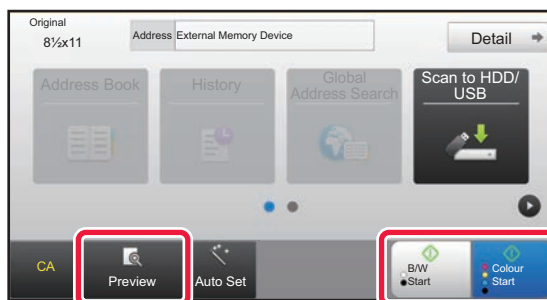 Original
8½x11
Address External Memory Device
Detail
Address Book
History
Global
Address Search
Scan to HDD/
USB
CA
Preview
Auto Set
B/W
Start
Colour
Start